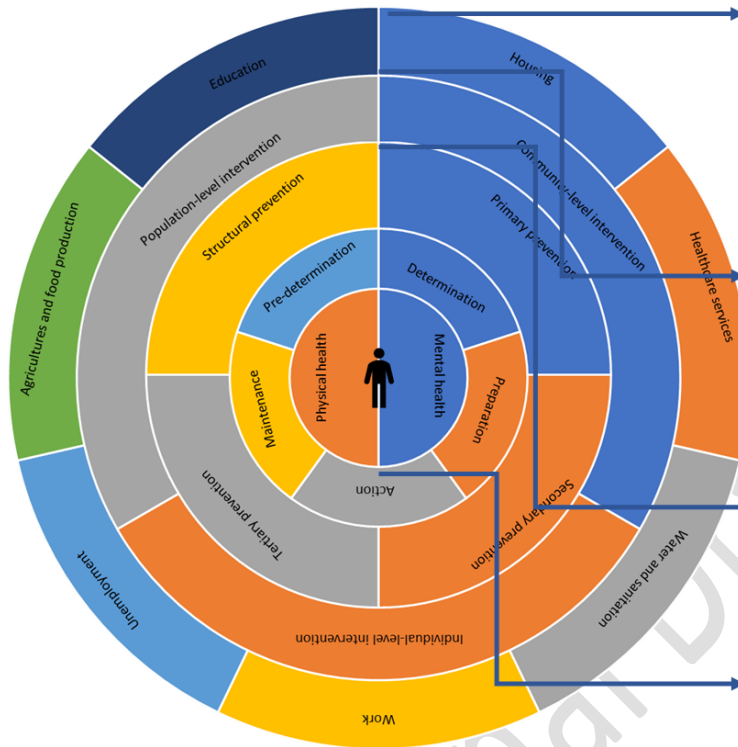 Education
Housing
Healthcare services
Water and sanitation
Work
Unemployment
Agricultures and food production
Population-level intervention
Community-level intervention
Individual-level intervention
Structural prevention
Primary prevention
Secondary prevention
Tertiary prevention
Pre-determination
Determination
Preparation
Action
Maintenance
Physical health
Mental health